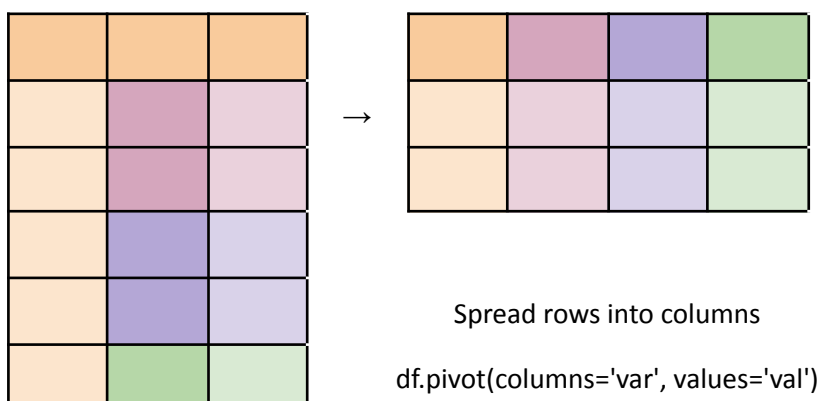 →
Spread rows into columns
df.pivot(columns='var', values='val')